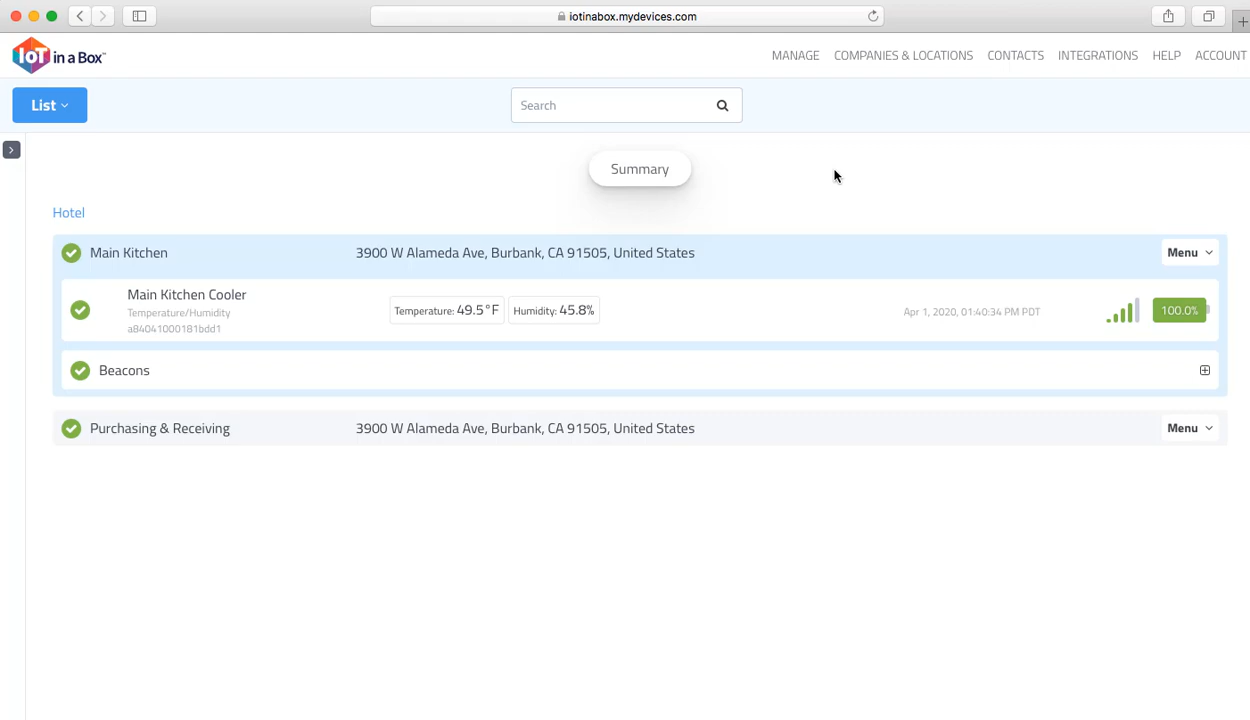 iotinabox.mydevices.com
IoT in a Box™
MANAGE COMPANIES & LOCATIONS CONTACTS INTEGRATIONS HELP ACCOUNT
List
Search
Summary
Hotel
Main Kitchen 3900 W Alameda Ave, Burbank, CA 91505, United States Menu
Main Kitchen Cooler
Temperature/Humidity
a84041000181bdd1
Temperature: 49.5°F Humidity: 45.8% Apr 1, 2020, 01:40:34 PM PDT 100.0%
Beacons
Purchasing & Receiving 3900 W Alameda Ave, Burbank, CA 91505, United States Menu